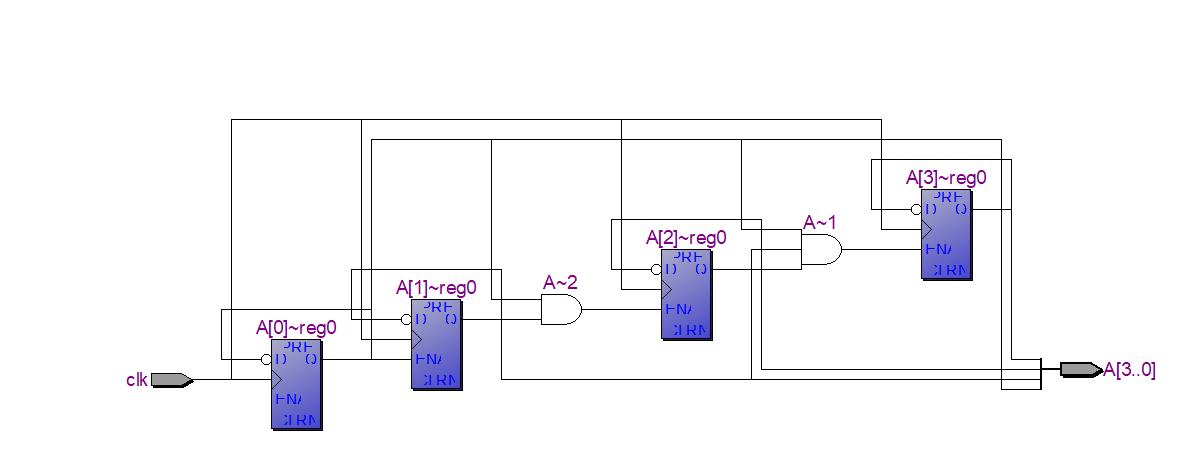 A[3]~reg0
PRE
D Q
ENA
CLRN
A~1
A[2]~reg0
PRE
D Q
ENA
CLRN
A~2
A[1]~reg0
PRE
D Q
ENA
CLRN
A[0]~reg0
PRE
D Q
ENA
CLRN
clk
A[3..0]